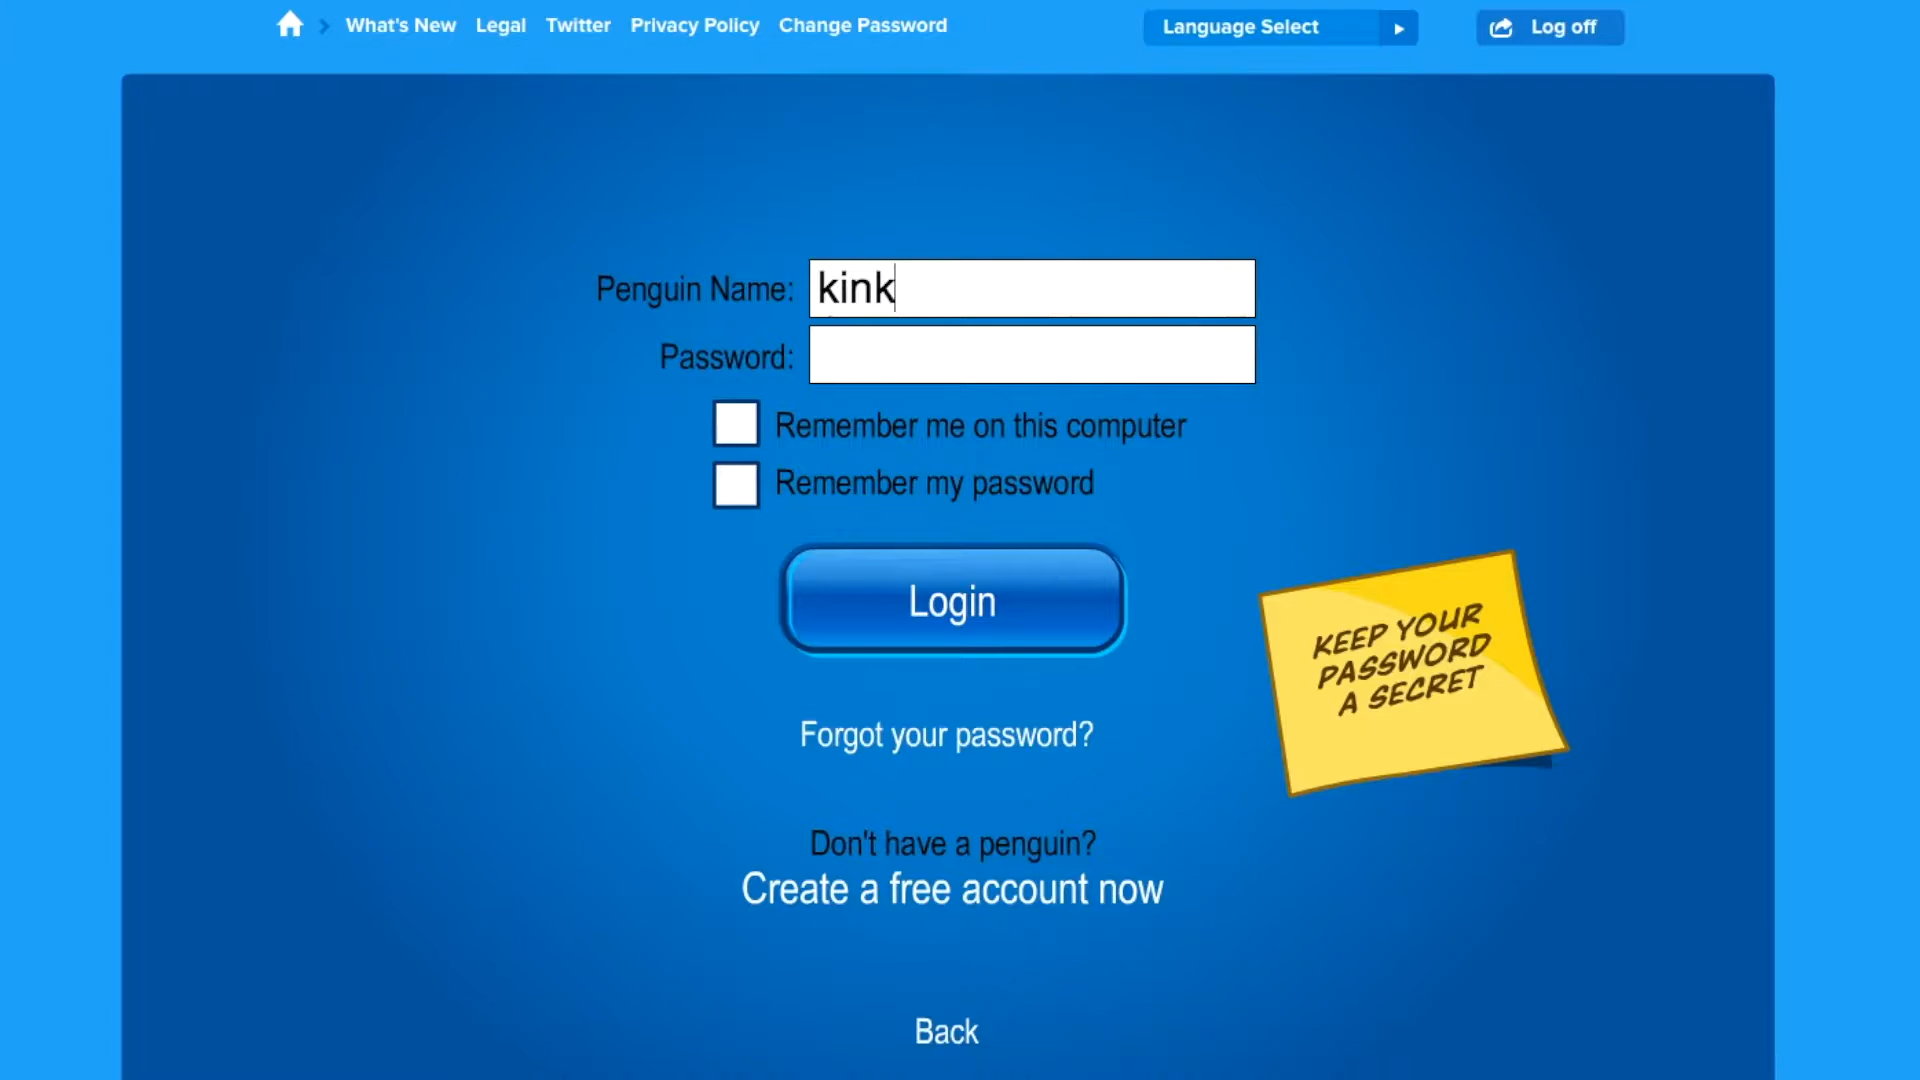 What's New Legal Twitter Privacy Policy Change Password Language Select Log off
Penguin Name: kink
Password:
Remember me on this computer
Remember my password
Login
KEEP YOUR
PASSWORD
A SECRET
Forgot your password?
Don't have a penguin?
Create a free account now
Back